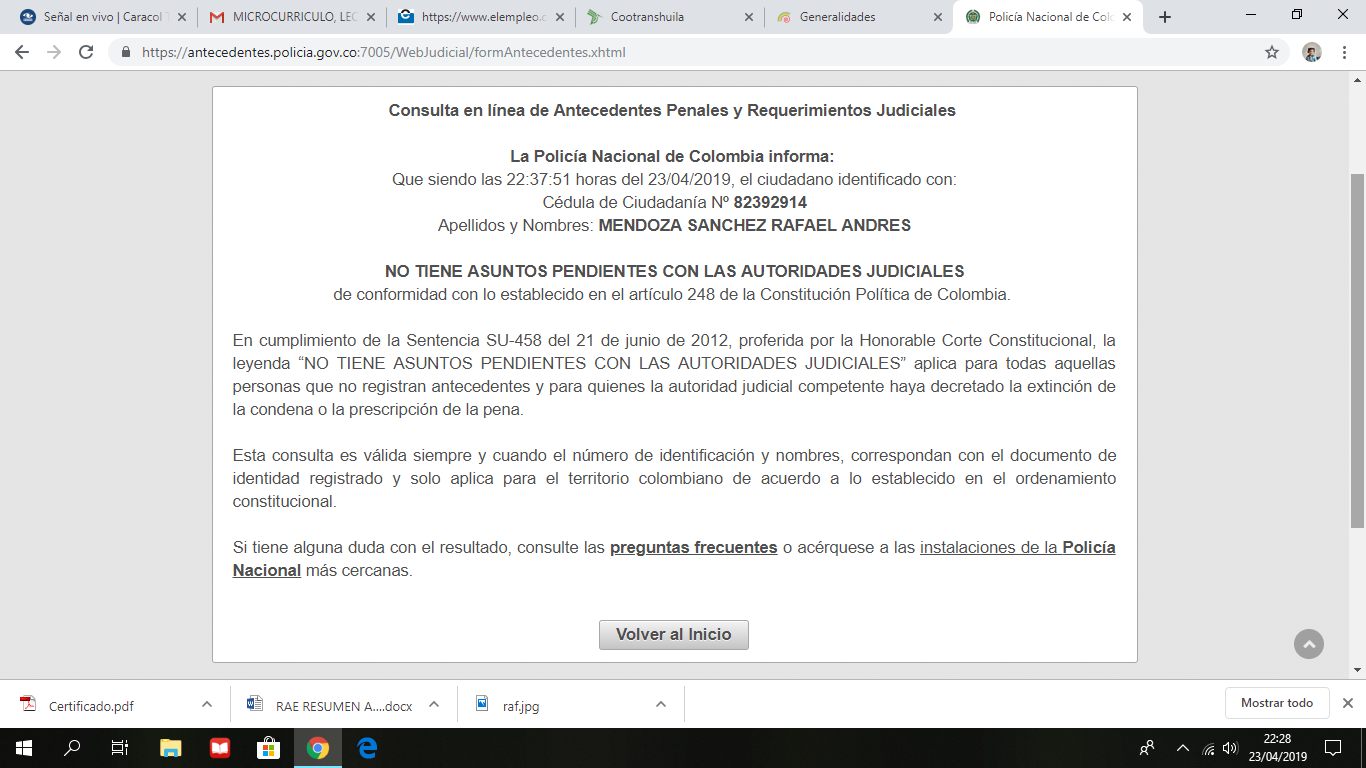 Señal en vivo | Caracol T
MICROCURRICULO, LEC
https://www.elempleo.c
Cootranshuila
Generalidades
Policía Nacional de Colo
https://antecedentes.policia.gov.co:7005/WebJudicial/formAntecedentes.xhtml
Consulta en línea de Antecedentes Penales y Requerimientos Judiciales
La Policía Nacional de Colombia informa:
Que siendo las 22:37:51 horas del 23/04/2019, el ciudadano identificado con:
Cédula de Ciudadanía Nº 82392914
Apellidos y Nombres: MENDOZA SANCHEZ RAFAEL ANDRES
NO TIENE ASUNTOS PENDIENTES CON LAS AUTORIDADES JUDICIALES
de conformidad con lo establecido en el artículo 248 de la Constitución Política de Colombia.
En cumplimiento de la Sentencia SU-458 del 21 de junio de 2012, proferida por la Honorable Corte Constitucional, la
leyenda “NO TIENE ASUNTOS PENDIENTES CON LAS AUTORIDADES JUDICIALES” aplica para todas aquellas
personas que no registran antecedentes y para quienes la autoridad judicial competente haya decretado la extinción de
la condena o la prescripción de la pena.
Esta consulta es válida siempre y cuando el número de identificación y nombres, correspondan con el documento de
identidad registrado y solo aplica para el territorio colombiano de acuerdo a lo establecido en el ordenamiento
constitucional.
Si tiene alguna duda con el resultado, consulte las preguntas frecuentes o acérquese a las instalaciones de la Policía
Nacional más cercanas.
Volver al Inicio
Certificado.pdf
RAE RESUMEN A....docx
raf.jpg
Mostrar todo
22:28
23/04/2019